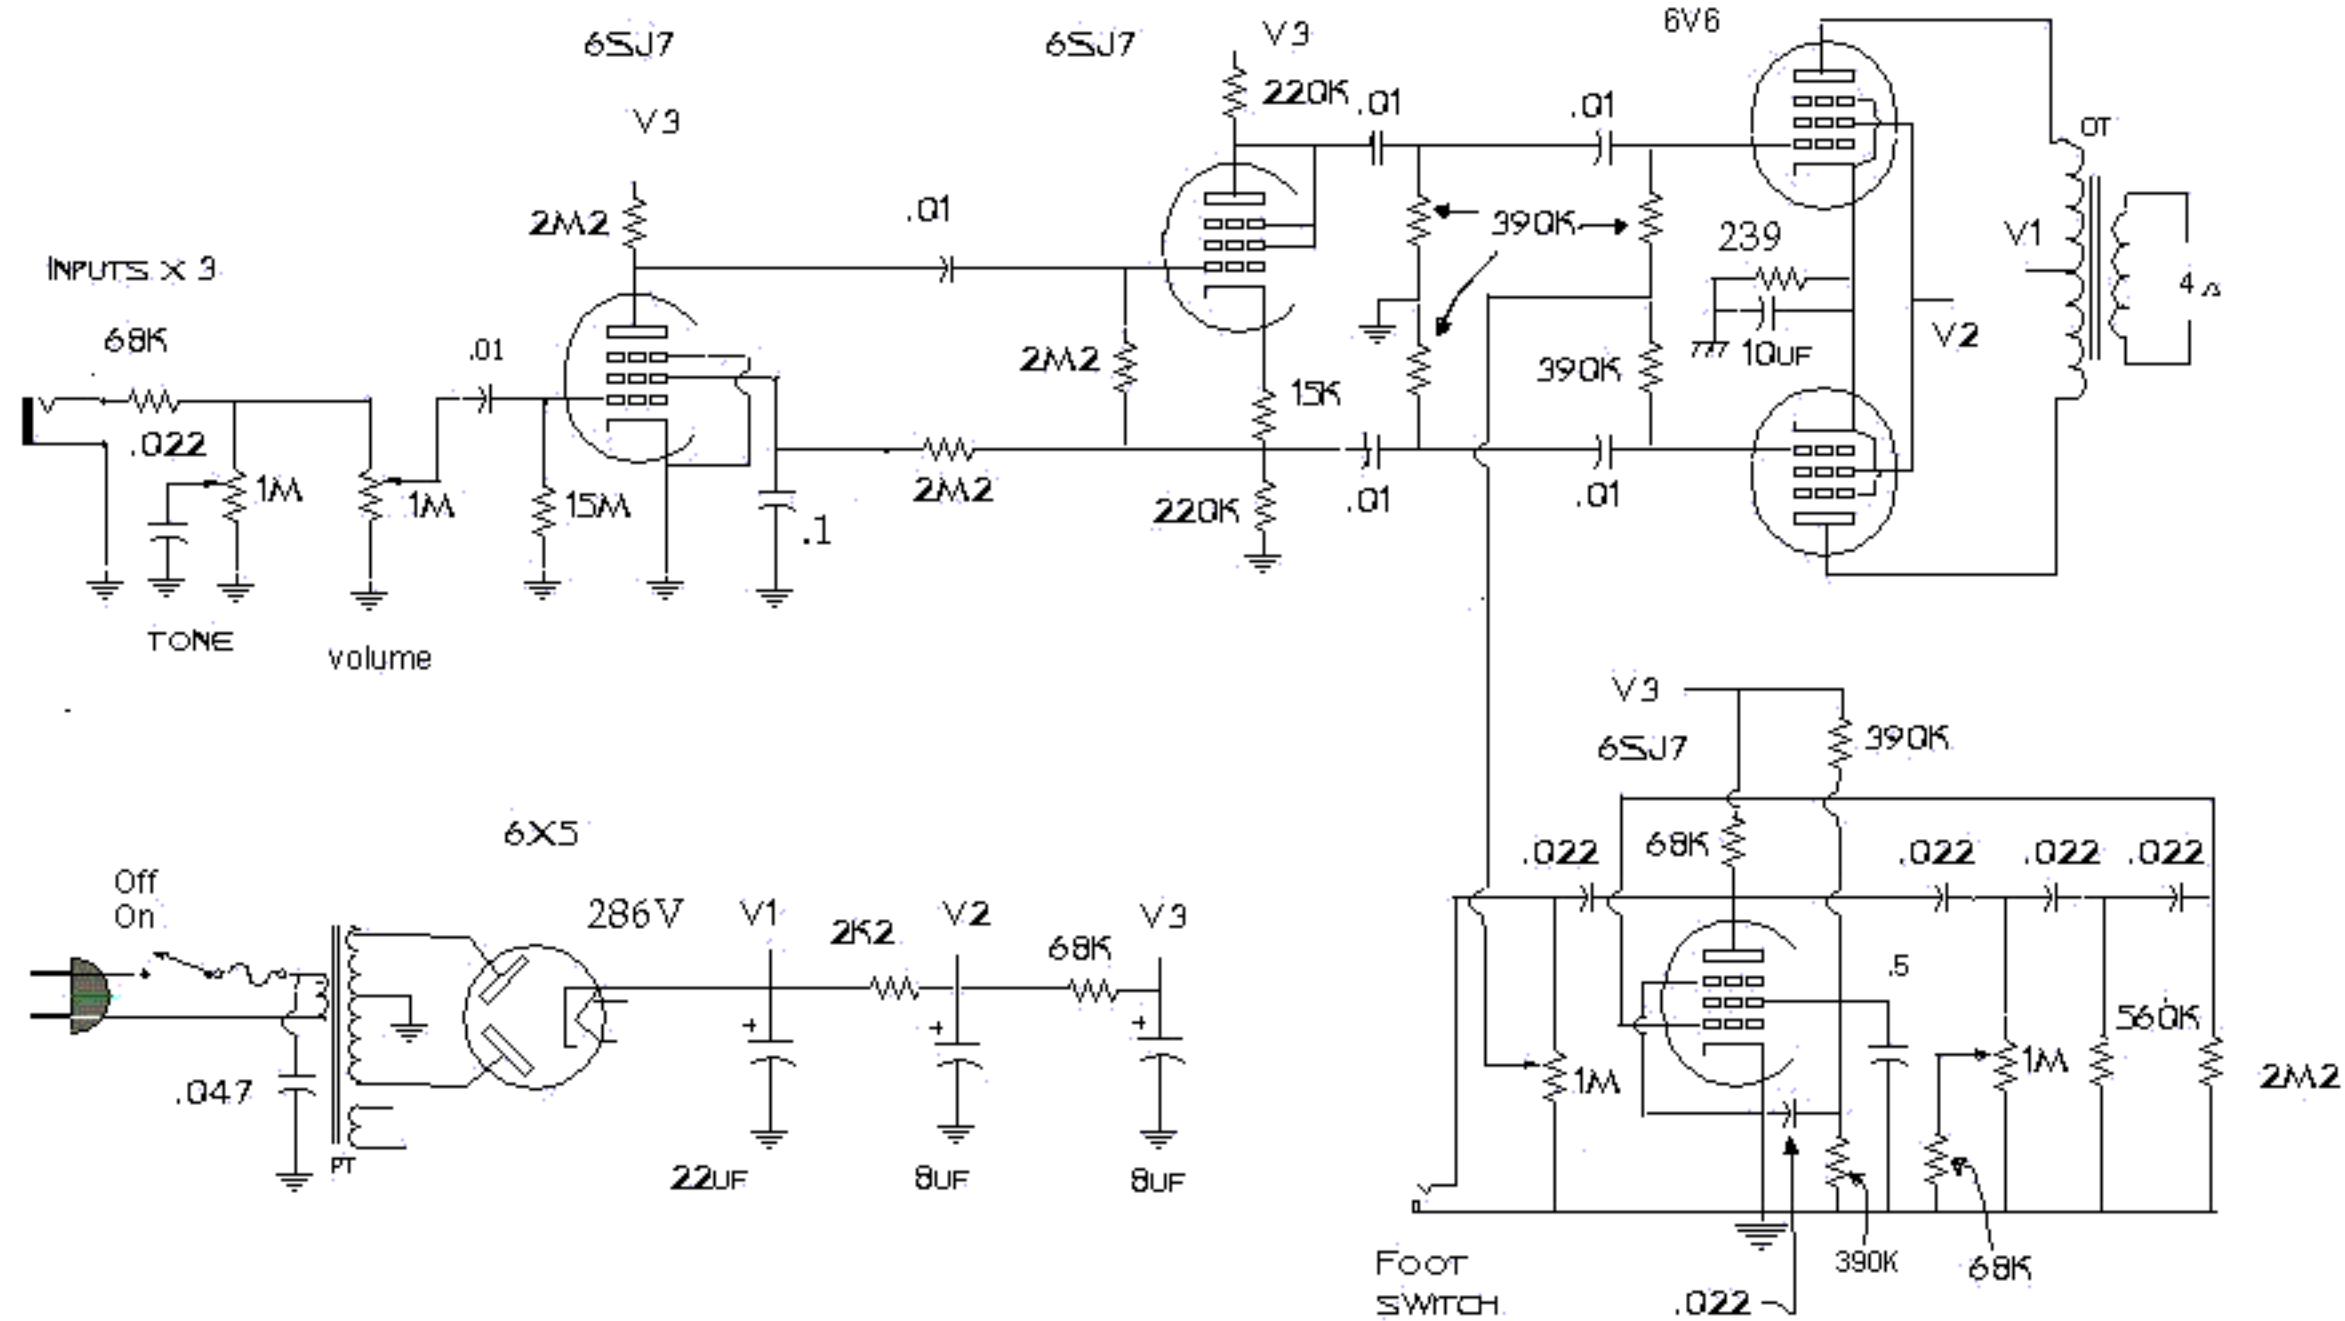 6SJ7
6SJ7
V3
6V6
V3
220K
.01
.01
OT
2M2
.01
390K
239
V1
INPUTS X 3
68K
.01
2M2
15K
390K
10UF
V2
4
.022
1M
1M
15M
.1
2M2
220K
.01
.01
TONE
volume
V3
6SJ7
390K
6X5
68K
.022
.022
.022
.022
Off
On
286V
V1
2K2
V2
68K
V3
.5
560K
.047
+
+
+
1M
1M
2M2
PT
22UF
8UF
8UF
FOOT
SWITCH
390K
68K
.022